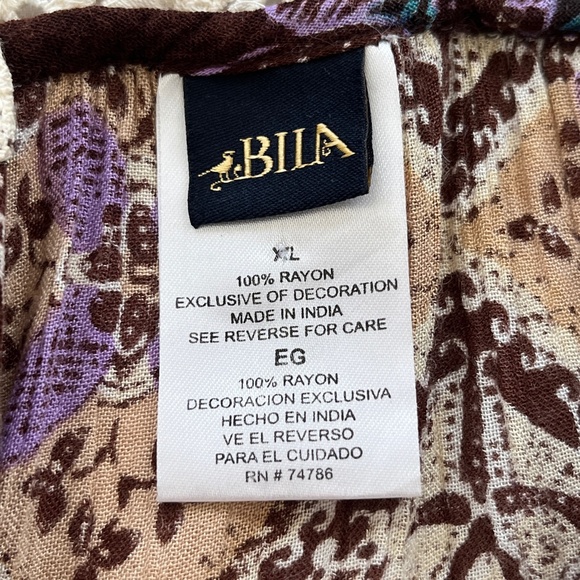 BIIA
XL
100% RAYON
EXCLUSIVE OF DECORATION
MADE IN INDIA
SEE REVERSE FOR CARE
EG
100% RAYON
DECORACION EXCLUSIVA
HECHO EN INDIA
VE EL REVERSO
PARA EL CUIDADO
RN # 74786